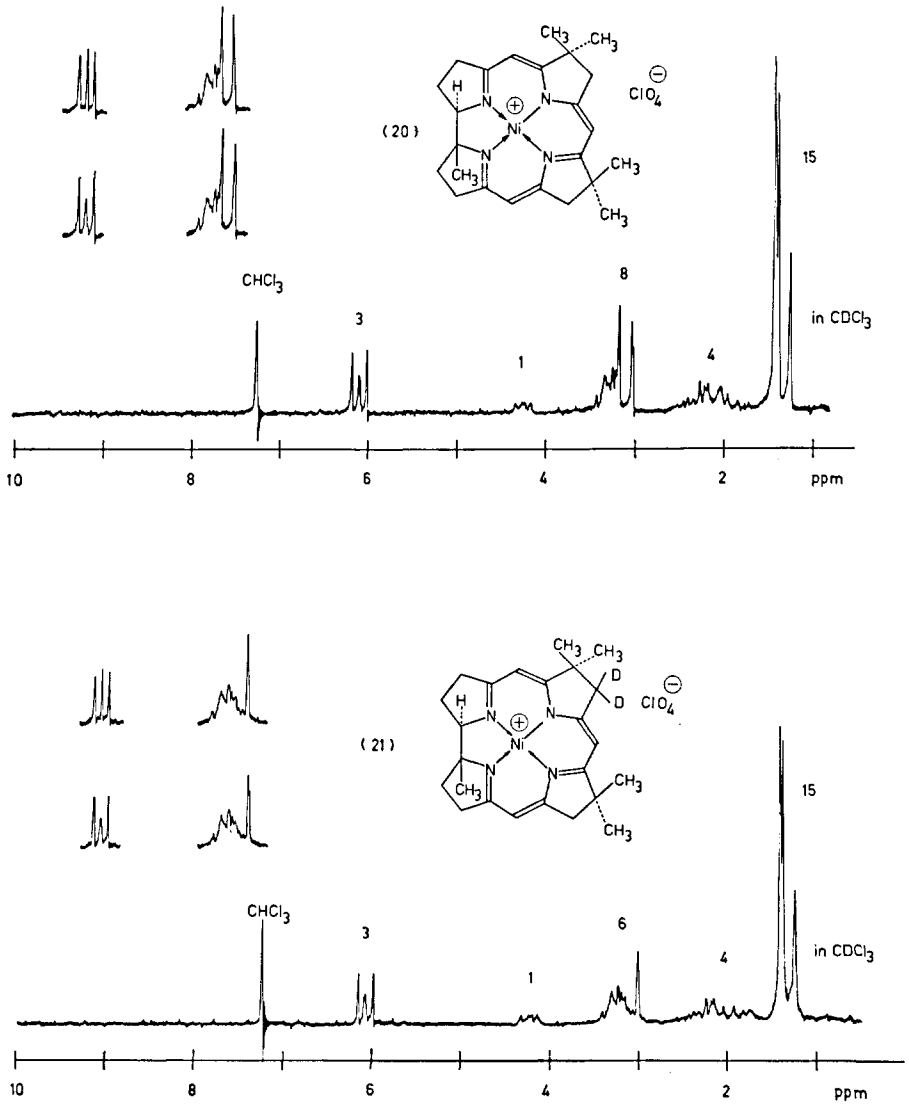 CH₃
CH₃
H
ClO₄⊖
N
N
(20)
⊕
Ni
N
N
CH₃
CH₃
CH₃
15
CHCl₃
8
in CDCl₃
3
1
4
10
8
6
4
2
ppm
CH₃
CH₃
D
H
D
ClO₄⊖
N
N
(21)
⊕
Ni
N
N
CH₃
CH₃
CH₃
15
CHCl₃
6
3
in CDCl₃
4
1
10
8
6
4
2
ppm